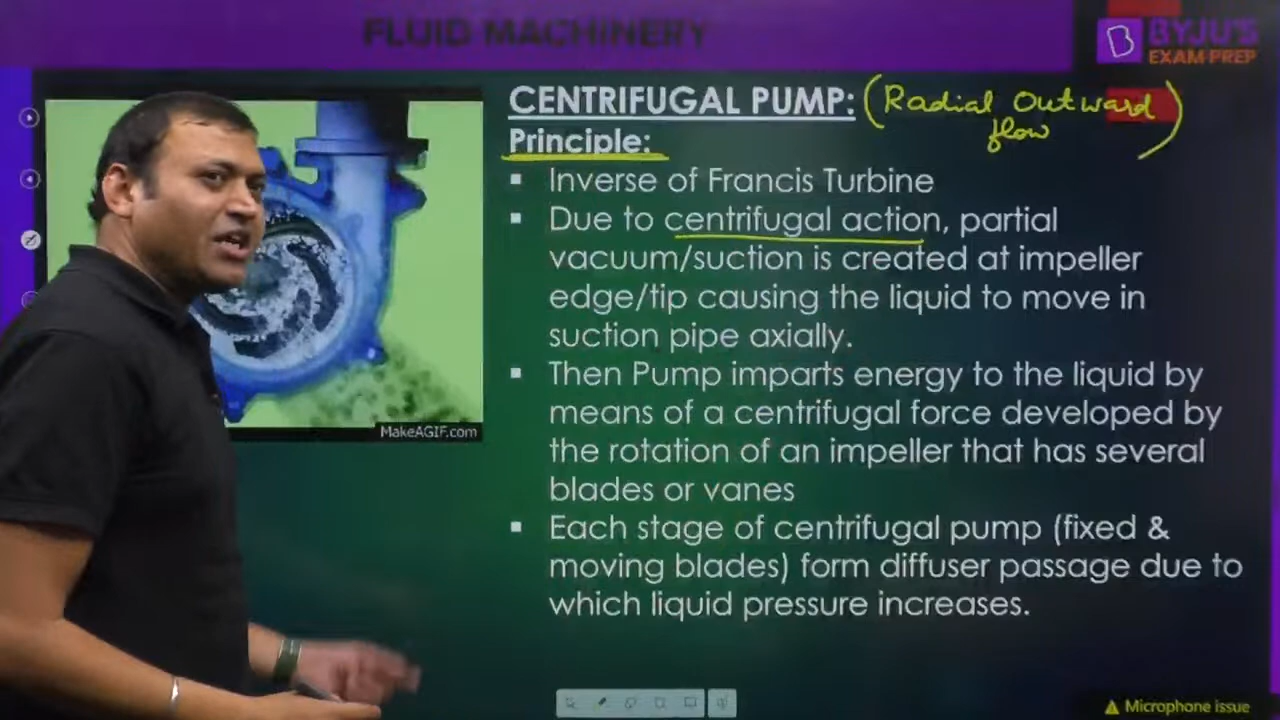 FLUID MACHINERY
BYJU'S
EXAM PREP
CENTRIFUGAL PUMP: (Radial Outward
flow)
Principle:
▪ Inverse of Francis Turbine
▪ Due to centrifugal action, partial
vacuum/suction is created at impeller
edge/tip causing the liquid to move in
suction pipe axially.
▪ Then Pump imparts energy to the liquid by
means of a centrifugal force developed by
the rotation of an impeller that has several
blades or vanes
▪ Each stage of centrifugal pump (fixed &
moving blades) form diffuser passage due to
which liquid pressure increases.
MakeAGIF.com
Microphone issue